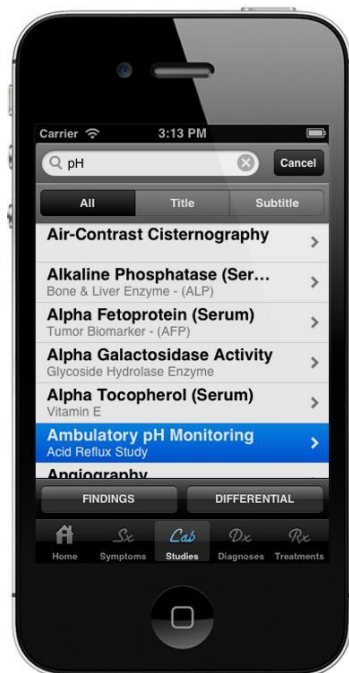 Carrier 3:13 PM
pH Cancel
All Title Subtitle
Air-Contrast Cisternography
Alkaline Phosphatase (Ser...
Bone & Liver Enzyme - (ALP)
Alpha Fetoprotein (Serum)
Tumor Biomarker - (AFP)
Alpha Galactosidase Activity
Glycoside Hydrolase Enzyme
Alpha Tocopherol (Serum)
Vitamin E
Ambulatory pH Monitoring
Acid Reflux Study
Angiography
FINDINGS DIFFERENTIAL
Sx Lab Dx Rx
Home Symptoms Studies Diagnoses Treatments